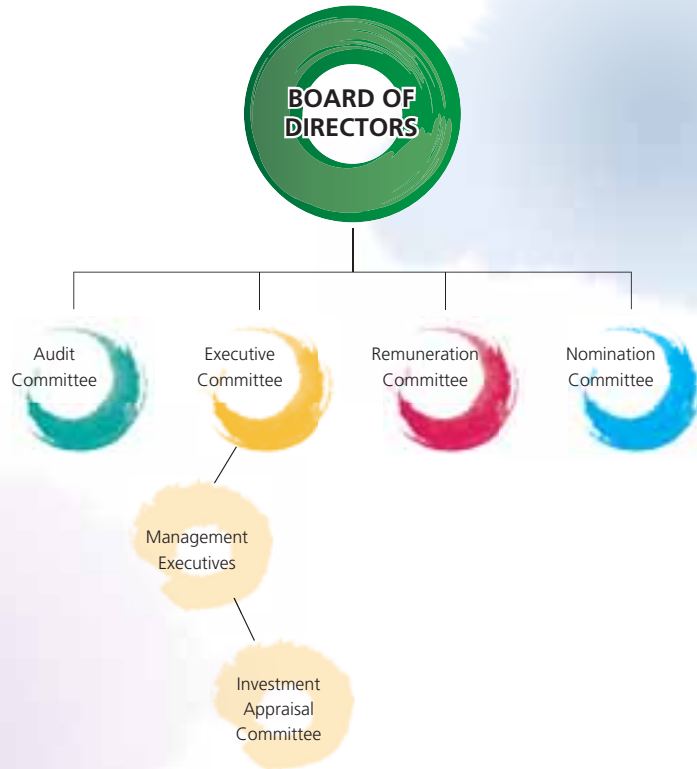 BOARD OF
DIRECTORS
Audit
Committee
Executive
Committee
Remuneration
Committee
Nomination
Committee
Management
Executives
Investment
Appraisal
Committee